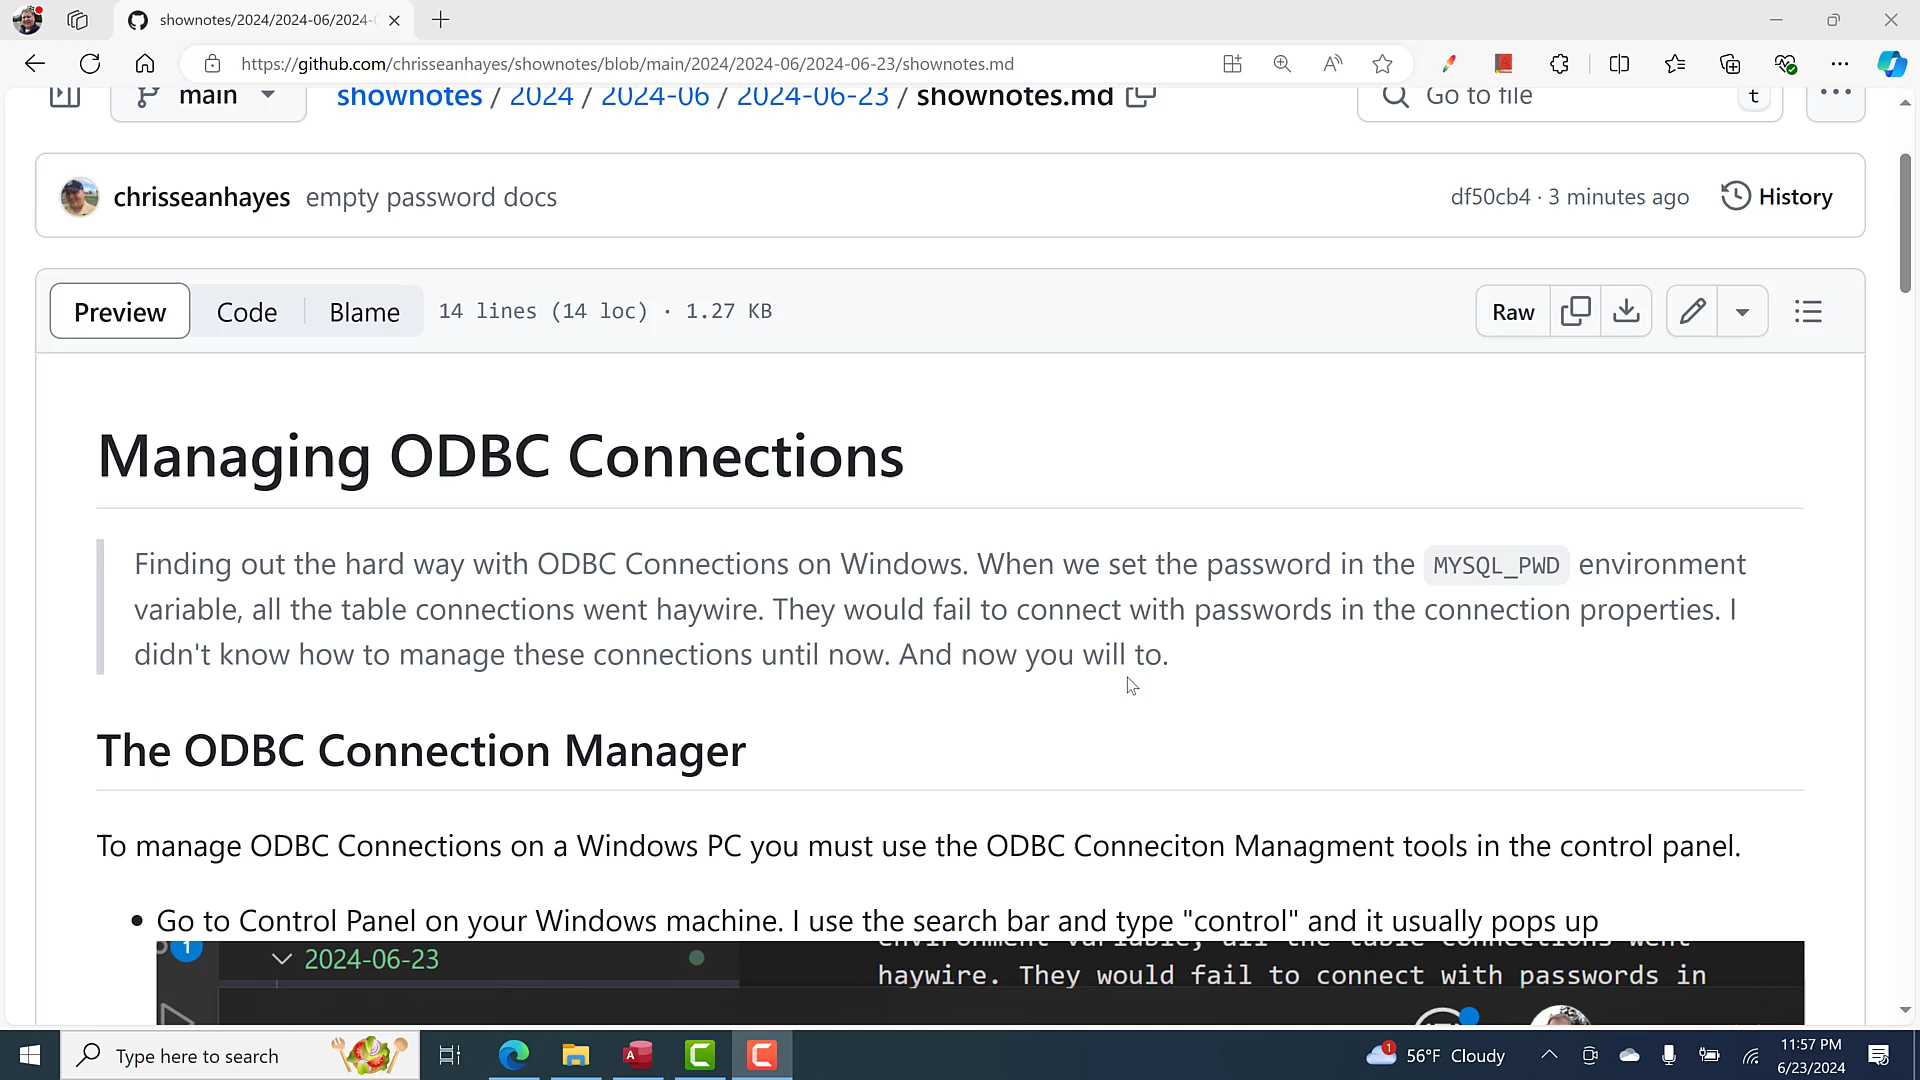 shownotes/2024/2024-06/2024-
https://github.com/chrisseanhayes/shownotes/blob/main/2024/2024-06/2024-06-23/shownotes.md
main
shownotes / 2024 / 2024-06 / 2024-06-23 / shownotes.md
Go to file
t
chrisseanhayes empty password docs
df50cb4 · 3 minutes ago
History
Preview
Code
Blame
14 lines (14 loc) · 1.27 KB
Raw
Managing ODBC Connections
Finding out the hard way with ODBC Connections on Windows. When we set the password in the MYSQL_PWD environment
variable, all the table connections went haywire. They would fail to connect with passwords in the connection properties. I
didn't know how to manage these connections until now. And now you will to.
The ODBC Connection Manager
To manage ODBC Connections on a Windows PC you must use the ODBC Conneciton Managment tools in the control panel.
• Go to Control Panel on your Windows machine. I use the search bar and type "control" and it usually pops up
1
2024-06-23
environment variable, all the table connections went
haywire. They would fail to connect with passwords in
Type here to search
1
56°F Cloudy
11:57 PM
6/23/2024